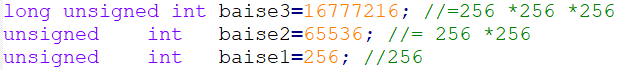 long unsigned int baise3=16777216; //=256 *256 *256
unsigned int baise2=65536; //= 256 *256
unsigned int baise1=256; //256